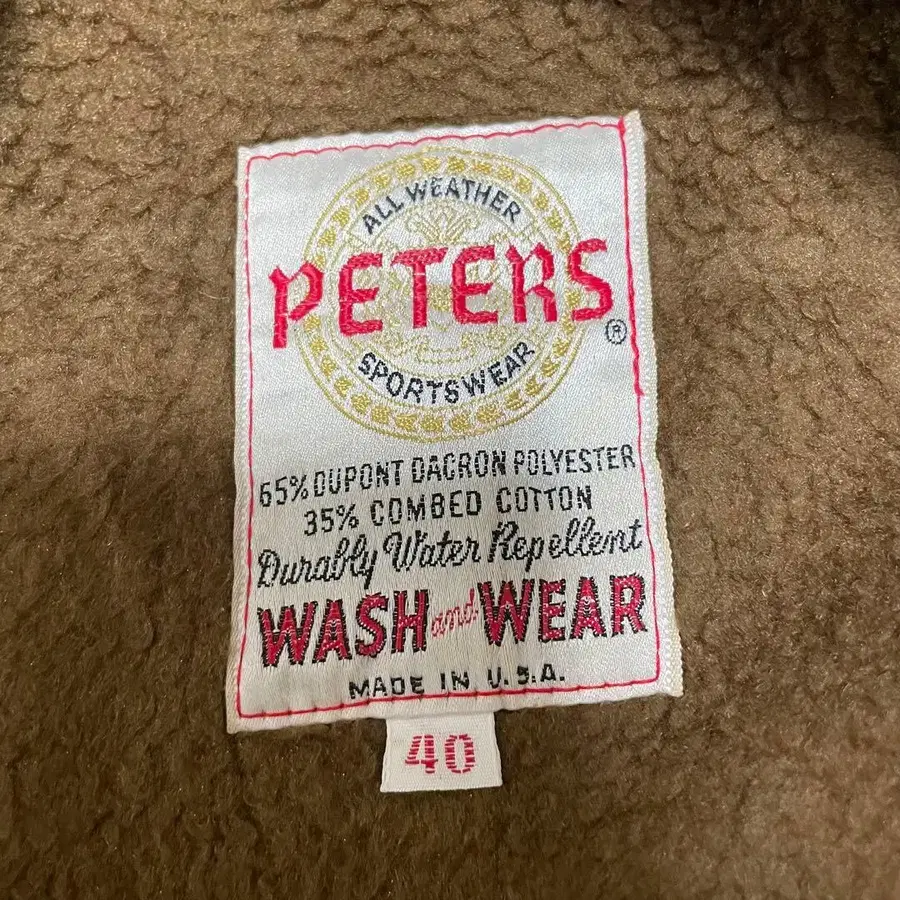 ALL WEATHER
PETERS®
SPORTSWEAR
65% DUPONT DACRON POLYESTER
35% COMBED COTTON
Durably Water Repellent
WASH and WEAR
MADE IN U.S.A.
40